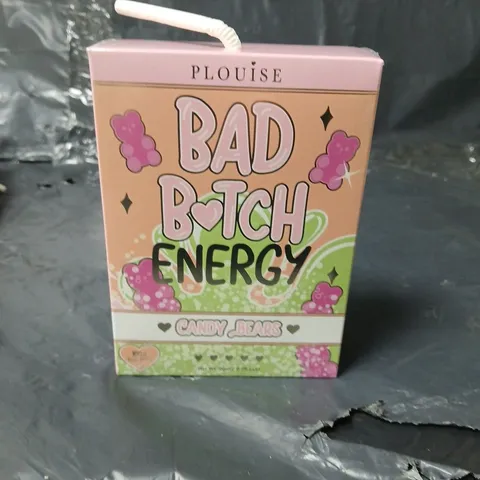 PLOUISE
BAD
B♥TCH
ENERGY
CANDY BEARS